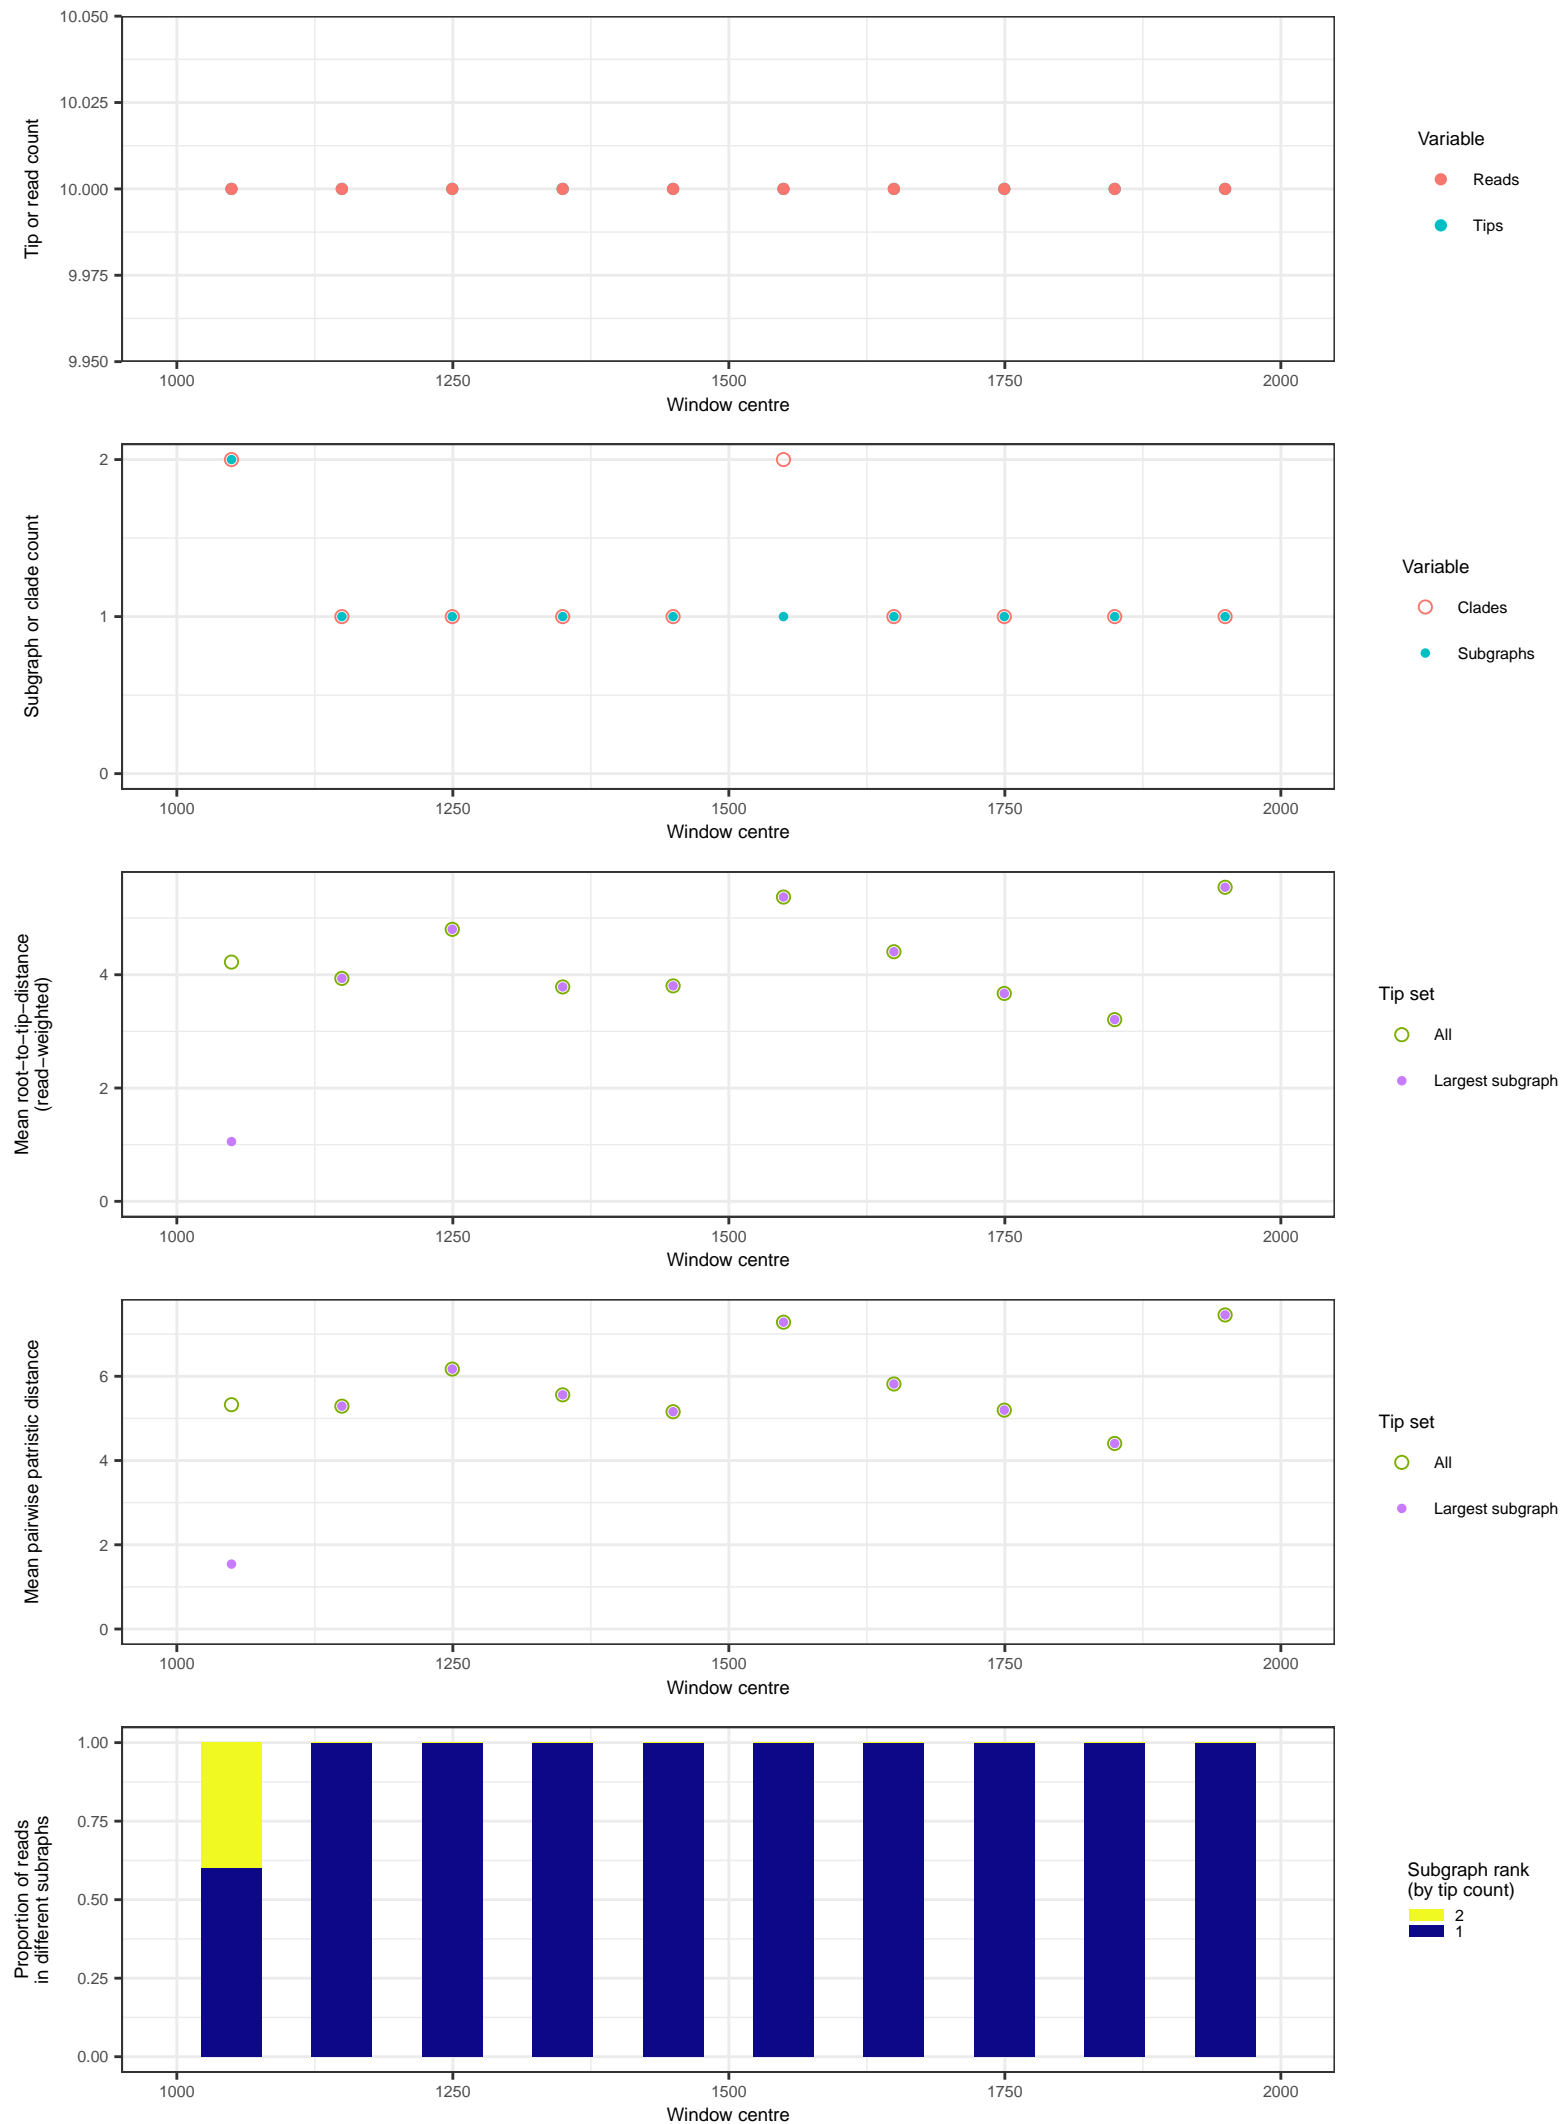 10.050
10.025
10.000
9.975
9.950
Tip or read count
1000 1250 1500 1750 2000
Window centre
Variable
Reads
Tips
2
1
0
Subgraph or clade count
1000 1250 1500 1750 2000
Window centre
Variable
Clades
Subgraphs
4
2
0
Mean root−to−tip−distance
(read−weighted)
1000 1250 1500 1750 2000
Window centre
Tip set
All
Largest subgraph
6
4
2
0
Mean pairwise patristic distance
1000 1250 1500 1750 2000
Window centre
Tip set
All
Largest subgraph
1.00
0.75
0.50
0.25
0.00
Proportion of reads
in different subraphs
1000 1250 1500 1750 2000
Window centre
Subgraph rank
(by tip count)
2
1